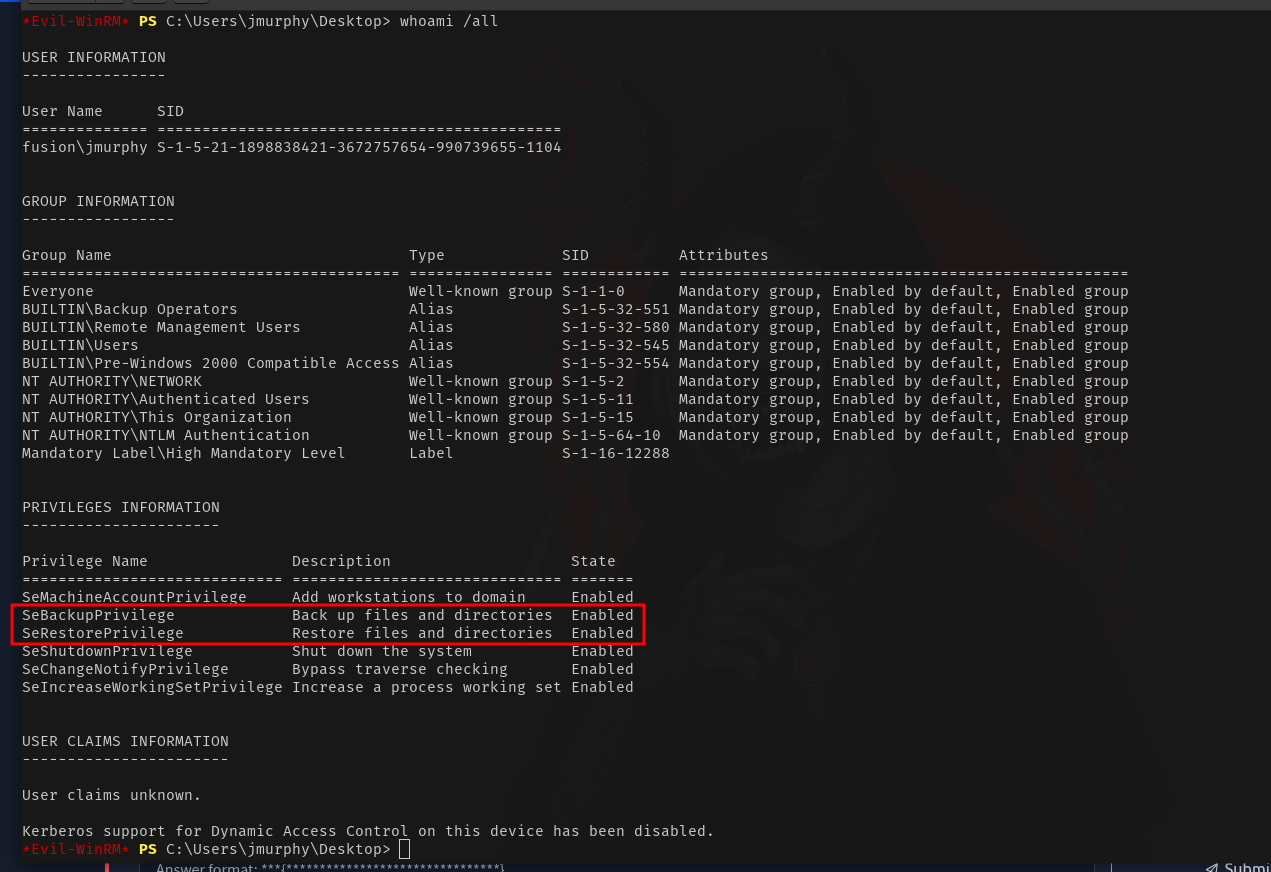 *Evil-WinRM* PS C:\Users\jmurphy\Desktop> whoami /all
USER INFORMATION
----------------
User Name      SID
============== =============================================
fusion\jmurphy S-1-5-21-1898838421-3672757654-990739655-1104
GROUP INFORMATION
-----------------
Group Name                                 Type             SID          Attributes
========================================== ================ ============ ==================================================
Everyone                                   Well-known group S-1-1-0      Mandatory group, Enabled by default, Enabled group
BUILTIN\Backup Operators                   Alias            S-1-5-32-551 Mandatory group, Enabled by default, Enabled group
BUILTIN\Remote Management Users            Alias            S-1-5-32-580 Mandatory group, Enabled by default, Enabled group
BUILTIN\Users                              Alias            S-1-5-32-545 Mandatory group, Enabled by default, Enabled group
BUILTIN\Pre-Windows 2000 Compatible Access Alias            S-1-5-32-554 Mandatory group, Enabled by default, Enabled group
NT AUTHORITY\NETWORK                       Well-known group S-1-5-2      Mandatory group, Enabled by default, Enabled group
NT AUTHORITY\Authenticated Users           Well-known group S-1-5-11     Mandatory group, Enabled by default, Enabled group
NT AUTHORITY\This Organization             Well-known group S-1-5-15     Mandatory group, Enabled by default, Enabled group
NT AUTHORITY\NTLM Authentication           Well-known group S-1-5-64-10  Mandatory group, Enabled by default, Enabled group
Mandatory Label\High Mandatory Level       Label            S-1-16-12288
PRIVILEGES INFORMATION
----------------------
Privilege Name                Description                    State
============================= ============================== =======
SeMachineAccountPrivilege     Add workstations to domain     Enabled
SeBackupPrivilege             Back up files and directories  Enabled
SeRestorePrivilege            Restore files and directories  Enabled
SeShutdownPrivilege           Shut down the system           Enabled
SeChangeNotifyPrivilege       Bypass traverse checking       Enabled
SeIncreaseWorkingSetPrivilege Increase a process working set Enabled
USER CLAIMS INFORMATION
-----------------------
User claims unknown.
Kerberos support for Dynamic Access Control on this device has been disabled.
*Evil-WinRM* PS C:\Users\jmurphy\Desktop>
Answer format: ***{********************************}
Submi